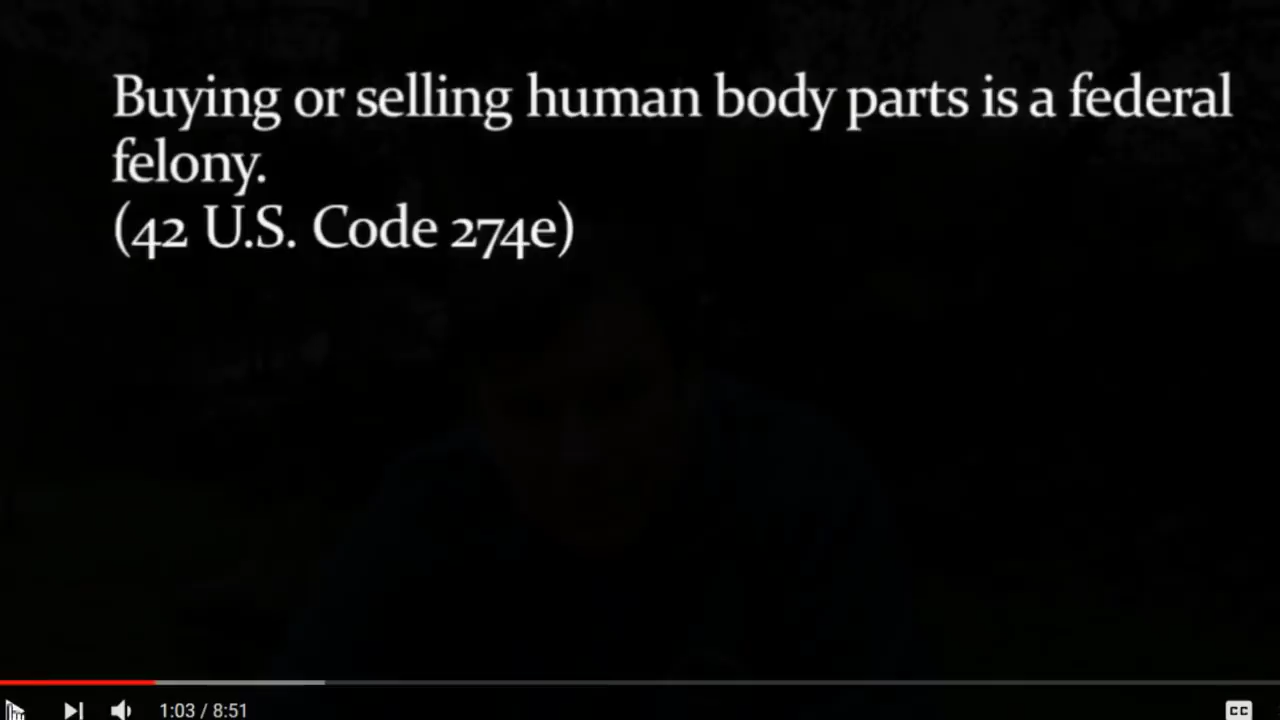 Buying or selling human body parts is a federal
felony.
(42 U.S. Code 274e)
1:03 / 8:51
CC